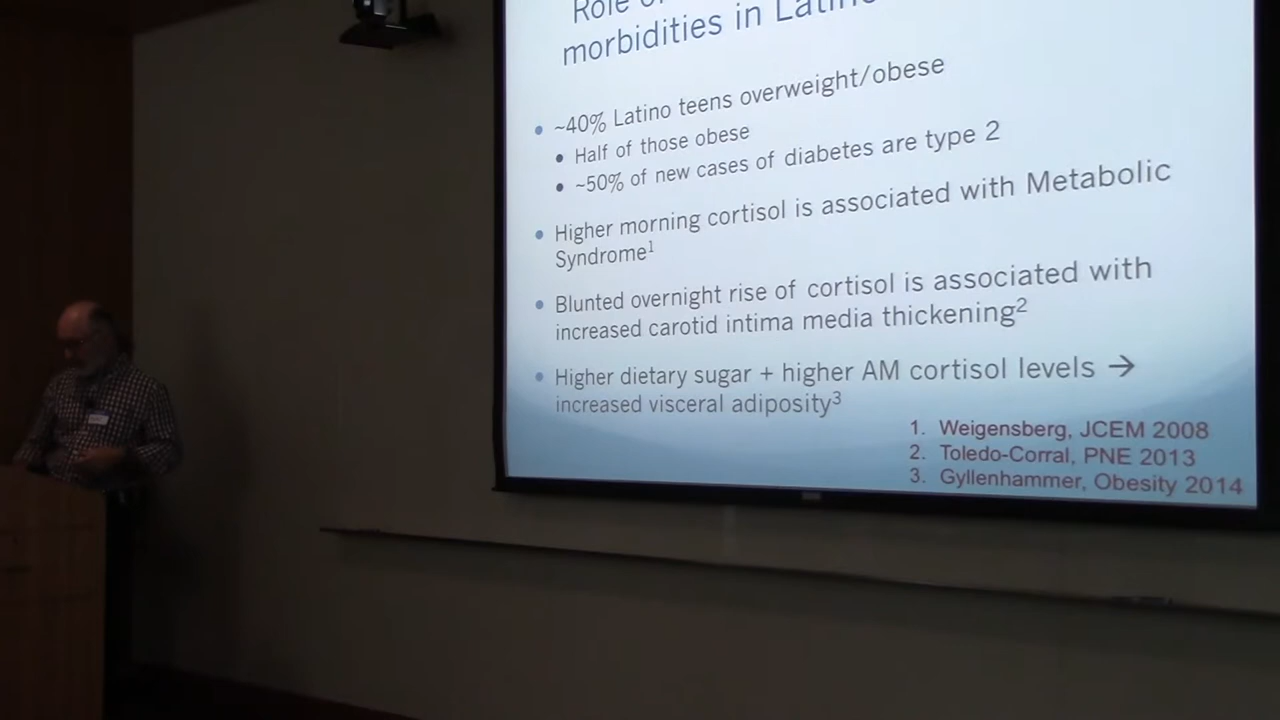 Role
morbidities in Latino
• ~40% Latino teens overweight/obese
• Half of those obese
• ~50% of new cases of diabetes are type 2
• Higher morning cortisol is associated with Metabolic
Syndrome1
• Blunted overnight rise of cortisol is associated with
increased carotid intima media thickening2
• Higher dietary sugar + higher AM cortisol levels →
increased visceral adiposity3
1. Weigensberg, JCEM 2008
2. Toledo-Corral, PNE 2013
3. Gyllenhammer, Obesity 2014